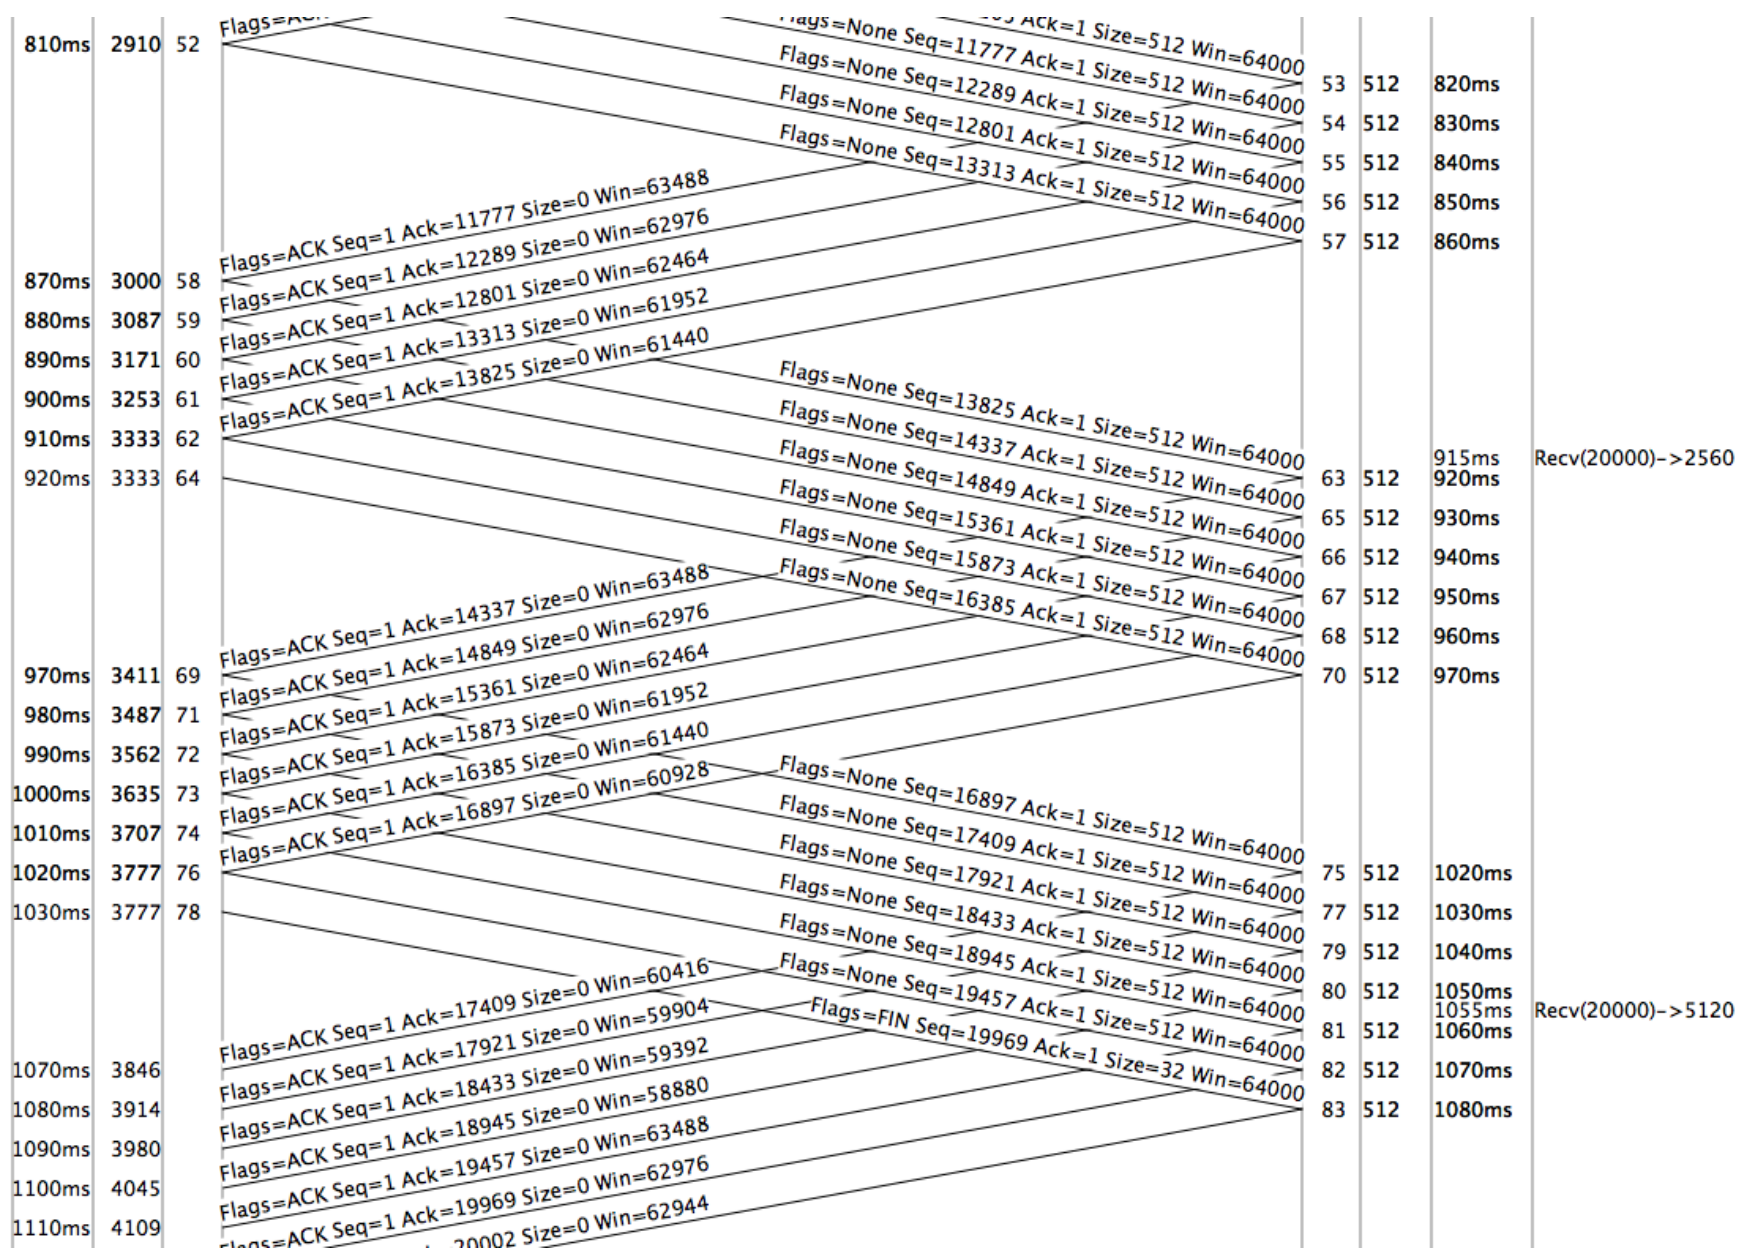 Flags=ACK
810ms 2910 52
Ack=1 Size=512 Win=64000
53 512 820ms
Flags=None Seq=11777 Ack=1 Size=512 Win=64000
54 512 830ms
Flags=None Seq=12289 Ack=1 Size=512 Win=64000
55 512 840ms
Flags=None Seq=12801 Ack=1 Size=512 Win=64000
56 512 850ms
Flags=None Seq=13313 Ack=1 Size=512 Win=64000
57 512 860ms
Flags=ACK Seq=1 Ack=11777 Size=0 Win=63488
870ms 3000 58
Flags=ACK Seq=1 Ack=12289 Size=0 Win=62976
880ms 3087 59
Flags=ACK Seq=1 Ack=12801 Size=0 Win=62464
890ms 3171 60
Flags=ACK Seq=1 Ack=13313 Size=0 Win=61952
900ms 3253 61
Flags=ACK Seq=1 Ack=13825 Size=0 Win=61440
910ms 3333 62
Flags=None Seq=13825 Ack=1 Size=512 Win=64000
915ms Recv(20000)->2560
920ms 3333 64
63 512 920ms
Flags=None Seq=14337 Ack=1 Size=512 Win=64000
65 512 930ms
Flags=None Seq=14849 Ack=1 Size=512 Win=64000
66 512 940ms
Flags=None Seq=15361 Ack=1 Size=512 Win=64000
67 512 950ms
Flags=None Seq=15873 Ack=1 Size=512 Win=64000
68 512 960ms
Flags=None Seq=16385 Ack=1 Size=512 Win=64000
70 512 970ms
Flags=ACK Seq=1 Ack=14337 Size=0 Win=63488
970ms 3411 69
Flags=ACK Seq=1 Ack=14849 Size=0 Win=62976
980ms 3487 71
Flags=ACK Seq=1 Ack=15361 Size=0 Win=62464
990ms 3562 72
Flags=ACK Seq=1 Ack=15873 Size=0 Win=61952
1000ms 3635 73
Flags=ACK Seq=1 Ack=16385 Size=0 Win=61440
1010ms 3707 74
Flags=ACK Seq=1 Ack=16897 Size=0 Win=60928
1020ms 3777 76
Flags=None Seq=16897 Ack=1 Size=512 Win=64000
75 512 1020ms
1030ms 3777 78
Flags=None Seq=17409 Ack=1 Size=512 Win=64000
77 512 1030ms
Flags=None Seq=17921 Ack=1 Size=512 Win=64000
79 512 1040ms
Flags=None Seq=18433 Ack=1 Size=512 Win=64000
80 512 1050ms
1055ms Recv(20000)->5120
Flags=None Seq=18945 Ack=1 Size=512 Win=64000
81 512 1060ms
Flags=None Seq=19457 Ack=1 Size=512 Win=64000
82 512 1070ms
Flags=FIN Seq=19969 Ack=1 Size=32 Win=64000
83 512 1080ms
Flags=ACK Seq=1 Ack=17409 Size=0 Win=60416
1070ms 3846
Flags=ACK Seq=1 Ack=17921 Size=0 Win=59904
1080ms 3914
Flags=ACK Seq=1 Ack=18433 Size=0 Win=59392
1090ms 3980
Flags=ACK Seq=1 Ack=18945 Size=0 Win=58880
1100ms 4045
Flags=ACK Seq=1 Ack=19457 Size=0 Win=63488
1110ms 4109
Flags=ACK Seq=1 Ack=19969 Size=0 Win=62976
20002 Size=0 Win=62944